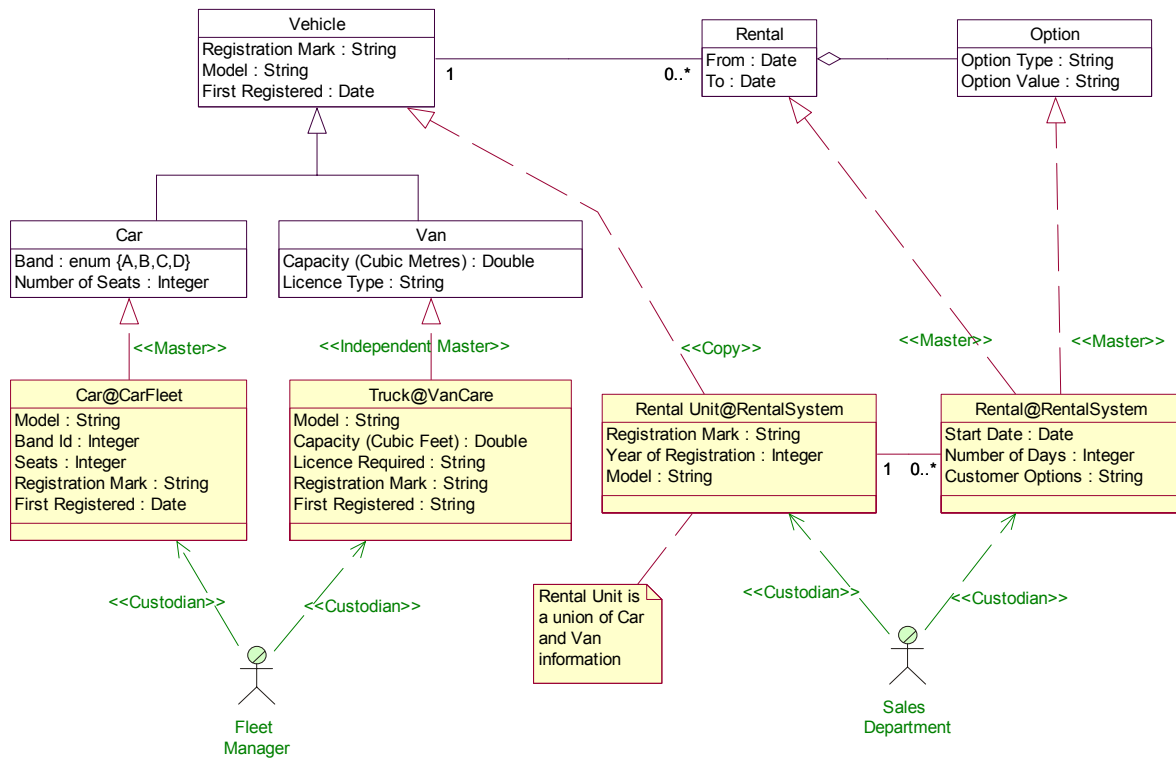 Vehicle
Registration Mark : String
Model : String
First Registered : Date
1
0..*
Rental
From : Date
To : Date
Option
Option Type : String
Option Value : String
Car
Band : enum {A,B,C,D}
Number of Seats : Integer
Van
Capacity (Cubic Metres) : Double
Licence Type : String
<<Master>>
<<Independent Master>>
<<Copy>>
<<Master>>
<<Master>>
Car@CarFleet
Model : String
Band Id : Integer
Seats : Integer
Registration Mark : String
First Registered : Date
Truck@VanCare
Model : String
Capacity (Cubic Feet) : Double
Licence Required : String
Registration Mark : String
First Registered : String
Rental Unit@RentalSystem
Registration Mark : String
Year of Registration : Integer
Model : String
1
0..*
Rental@RentalSystem
Start Date : Date
Number of Days : Integer
Customer Options : String
<<Custodian>>
<<Custodian>>
Rental Unit is
a union of Car
and Van
information
<<Custodian>>
<<Custodian>>
Fleet
Manager
Sales
Department